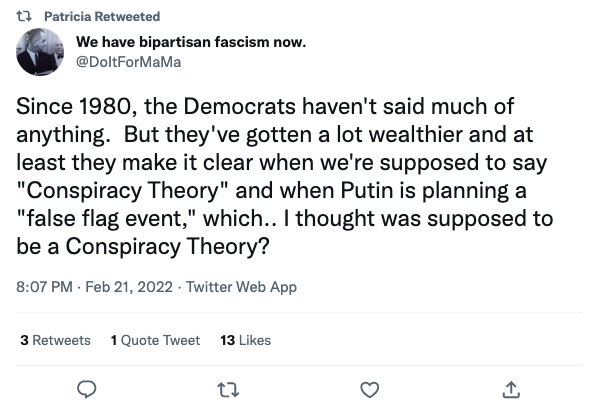 Patricia Retweeted
We have bipartisan fascism now.
@DoltForMaMa
Since 1980, the Democrats haven't said much of
anything.  But they've gotten a lot wealthier and at
least they make it clear when we're supposed to say
"Conspiracy Theory" and when Putin is planning a
"false flag event," which.. I thought was supposed to
be a Conspiracy Theory?
8:07 PM · Feb 21, 2022 · Twitter Web App
3 Retweets 1 Quote Tweet 13 Likes